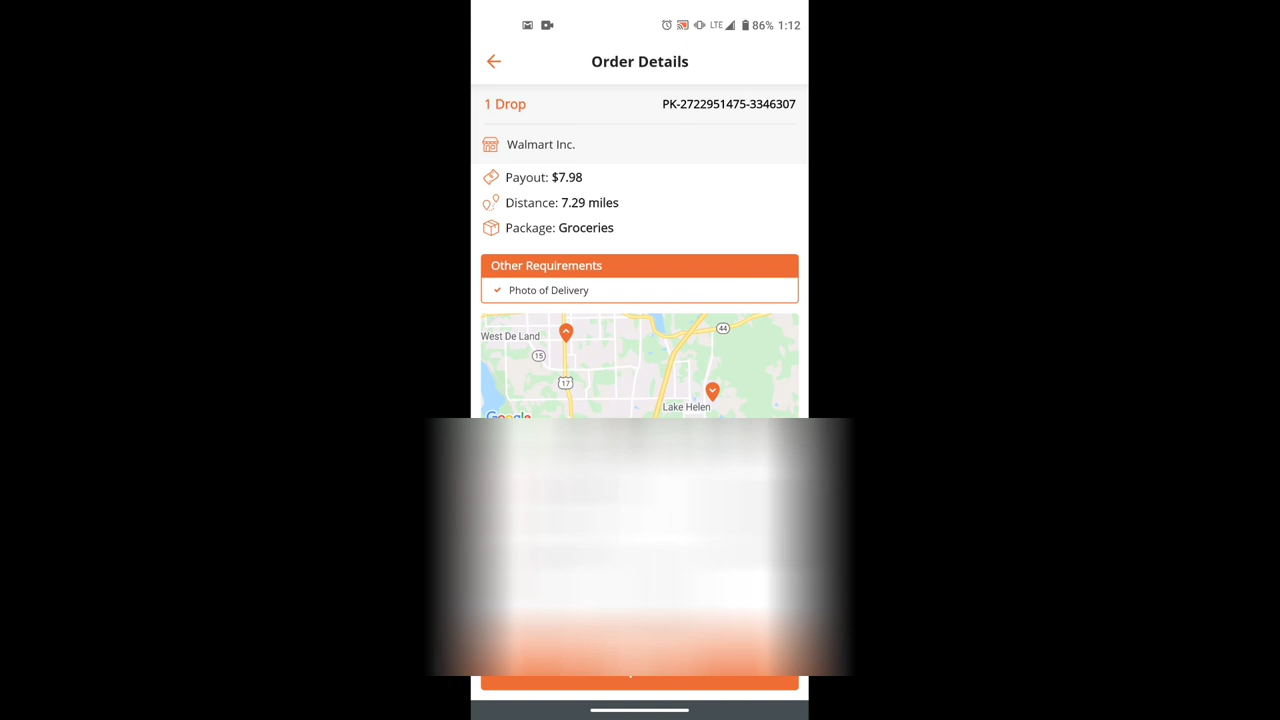 LTE 86% 1:12
Order Details
1 Drop PK-2722951475-3346307
Walmart Inc.
Payout: $7.98
Distance: 7.29 miles
Package: Groceries
Other Requirements
Photo of Delivery
44
West De Land
15
17
Lake Helen
Google